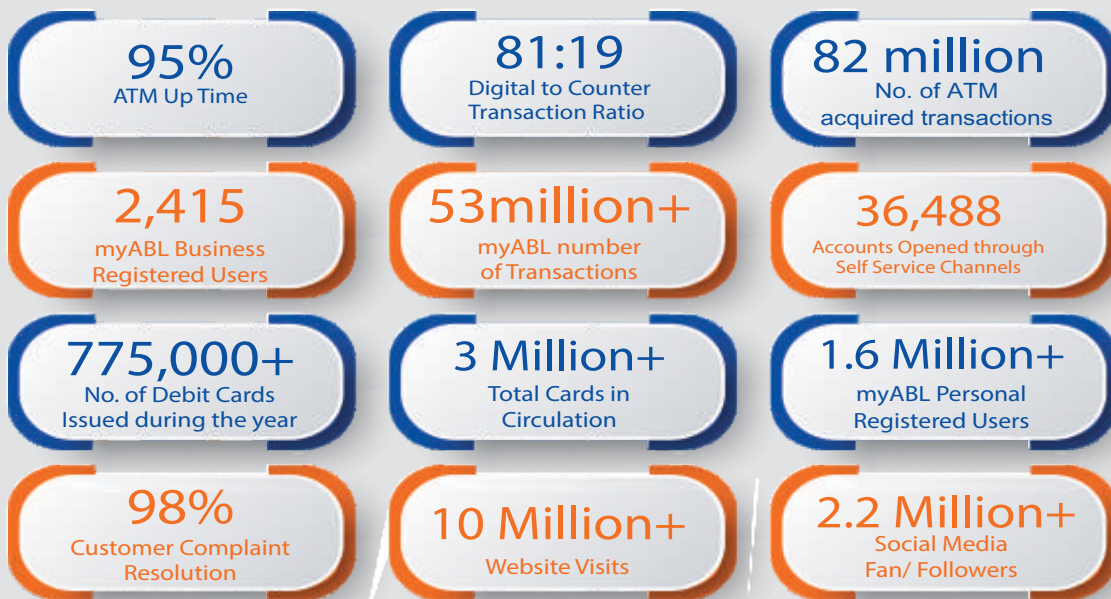 95%
ATM Up Time
81:19
Digital to Counter
Transaction Ratio
82 million
No. of ATM
acquired transactions
2,415
myABL Business
Registered Users
53million+
myABL number
of Transactions
36,488
Accounts Opened through
Self Service Channels
775,000+
No. of Debit Cards
Issued during the year
3 Million+
Total Cards in
Circulation
1.6 Million+
myABL Personal
Registered Users
98%
Customer Complaint
Resolution
10 Million+
Website Visits
2.2 Million+
Social Media
Fan/ Followers